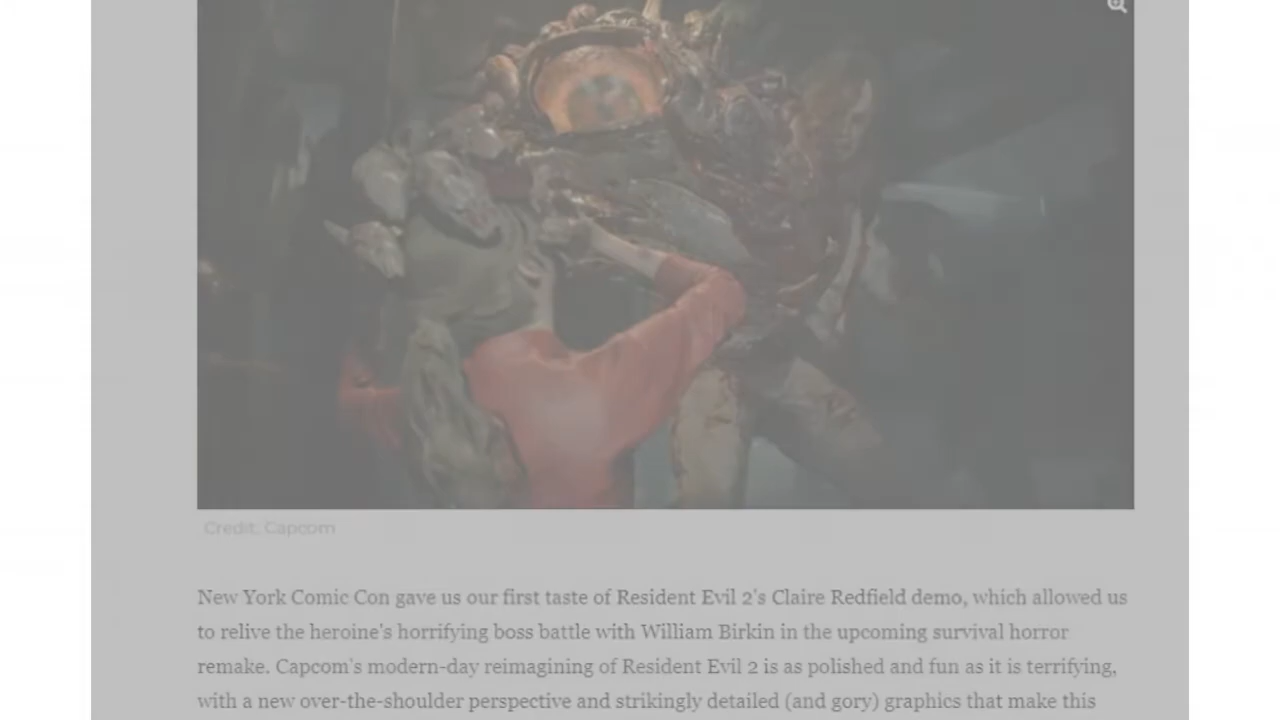 Credit: Capcom
New York Comic Con gave us our first taste of Resident Evil 2's Claire Redfield demo, which allowed us
to relive the heroine's horrifying boss battle with William Birkin in the upcoming survival horror
remake. Capcom's modern-day reimagining of Resident Evil 2 is as polished and fun as it is terrifying,
with a new over-the-shoulder perspective and strikingly detailed (and gory) graphics that make this